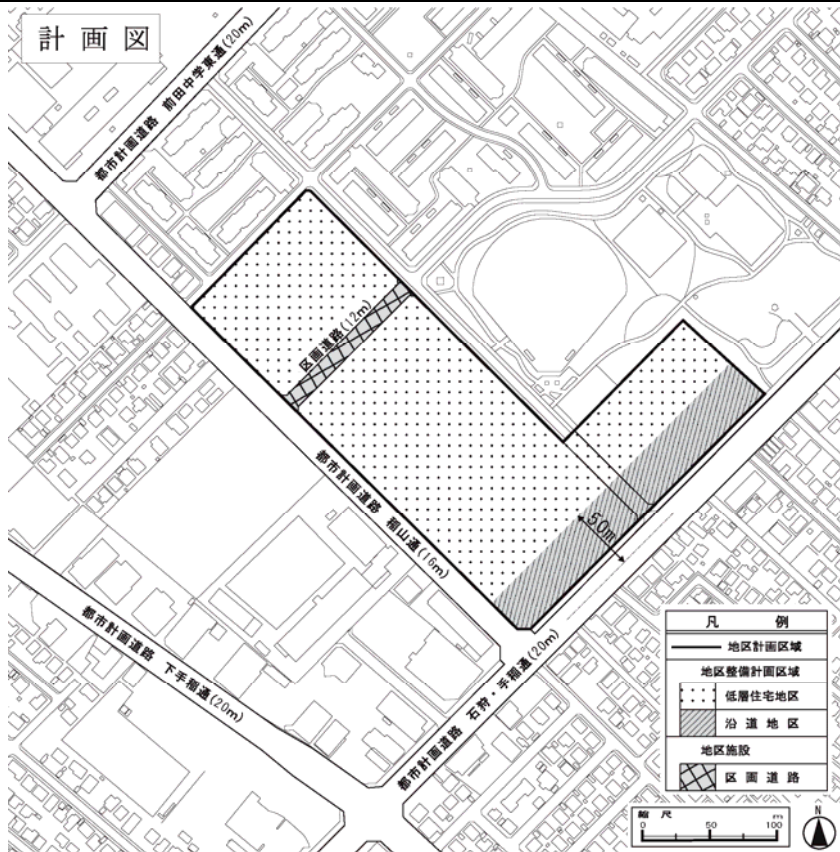 計画図
都市計画道路 前田中学東通(20m)
区画道路(12m)
都市計画道路 稲山通(16m)
50m
都市計画道路 下手稲通(20m)
都市計画道路 石狩・手稲通(20m)
凡例
地区計画区域
地区整備計画区域
低層住宅地区
沿道地区
地区施設
区画道路
縮尺
0 50 100
N